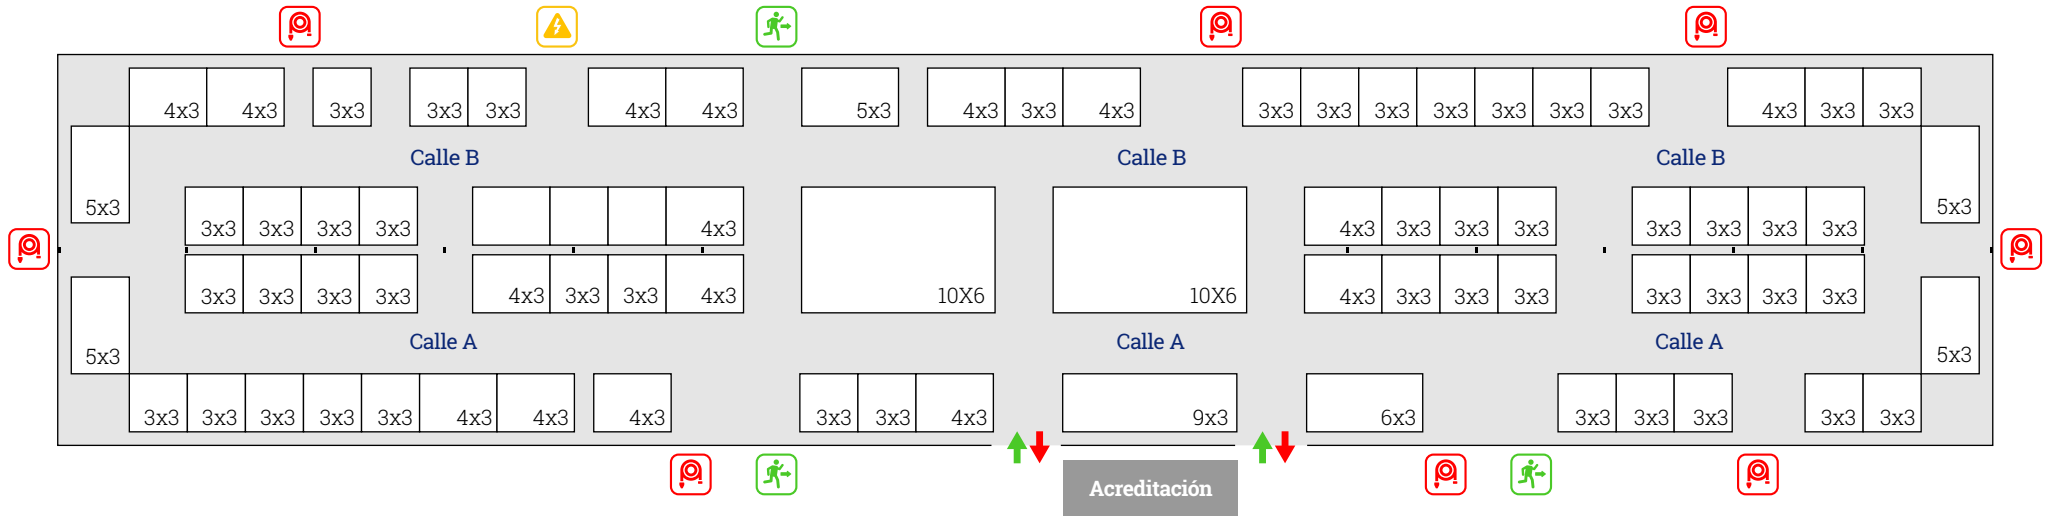 4x3 4x3 3x3 3x3 3x3 4x3 4x3 5x3 4x3 3x3 4x3 3x3 3x3 3x3 3x3 3x3 3x3 3x3 4x3 3x3 3x3
Calle B Calle B Calle B
5x3 5x3
3x3 3x3 3x3 3x3 4x3 4x3 3x3 3x3 3x3 3x3 3x3 3x3 3x3
3x3 3x3 3x3 3x3 4x3 3x3 3x3 4x3 10X6 10X6 4x3 3x3 3x3 3x3 3x3 3x3 3x3 3x3
Calle A Calle A Calle A
5x3 5x3
3x3 3x3 3x3 3x3 3x3 4x3 4x3 4x3 3x3 3x3 4x3 9x3 6x3 3x3 3x3 3x3 3x3 3x3
Acreditación